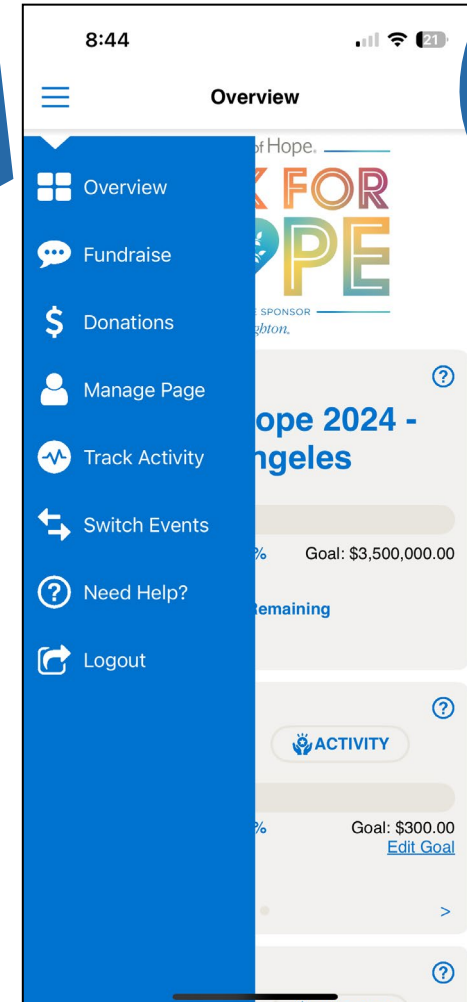 8:44
21
Overview
of Hope.
Overview
FOR
Fundraise
PE
SPONSOR
Donations
ghton,
Manage Page
ope 2024 -
Track Activity
ngeles
Switch Events
% Goal: $3,500,000.00
Need Help?
Remaining
Logout
ACTIVITY
% Goal: $300.00
Edit Goal
>